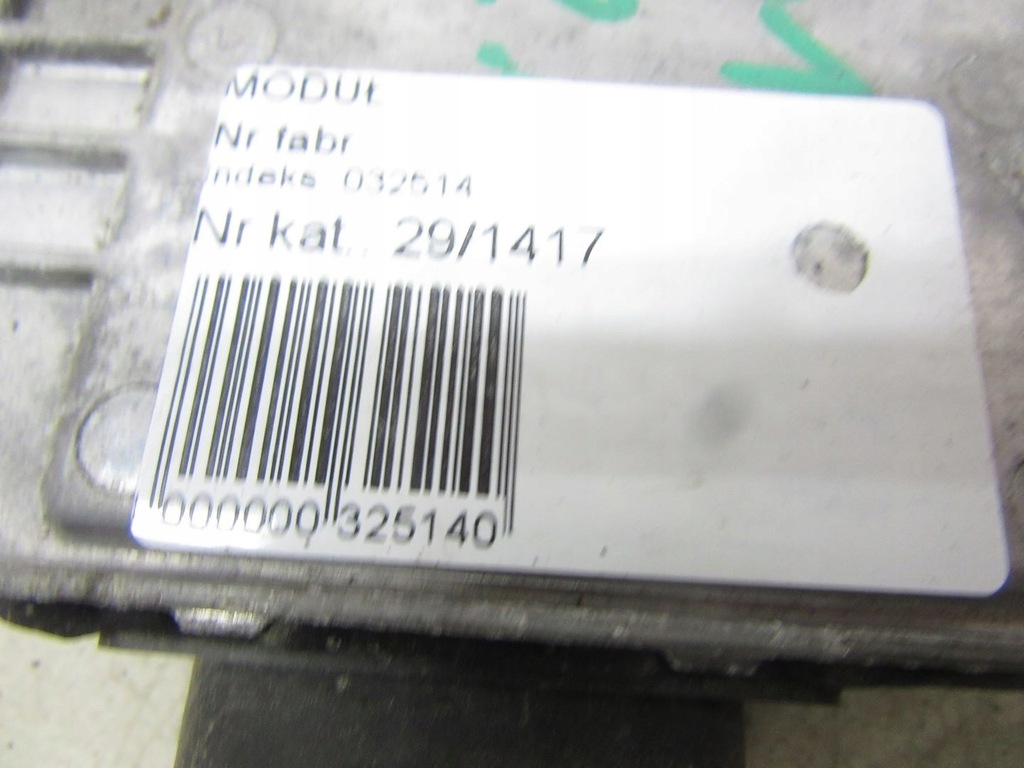 MODUŁ
Nr fabr
Indeks 032514
Nr kat.: 29/1417
000000 325140